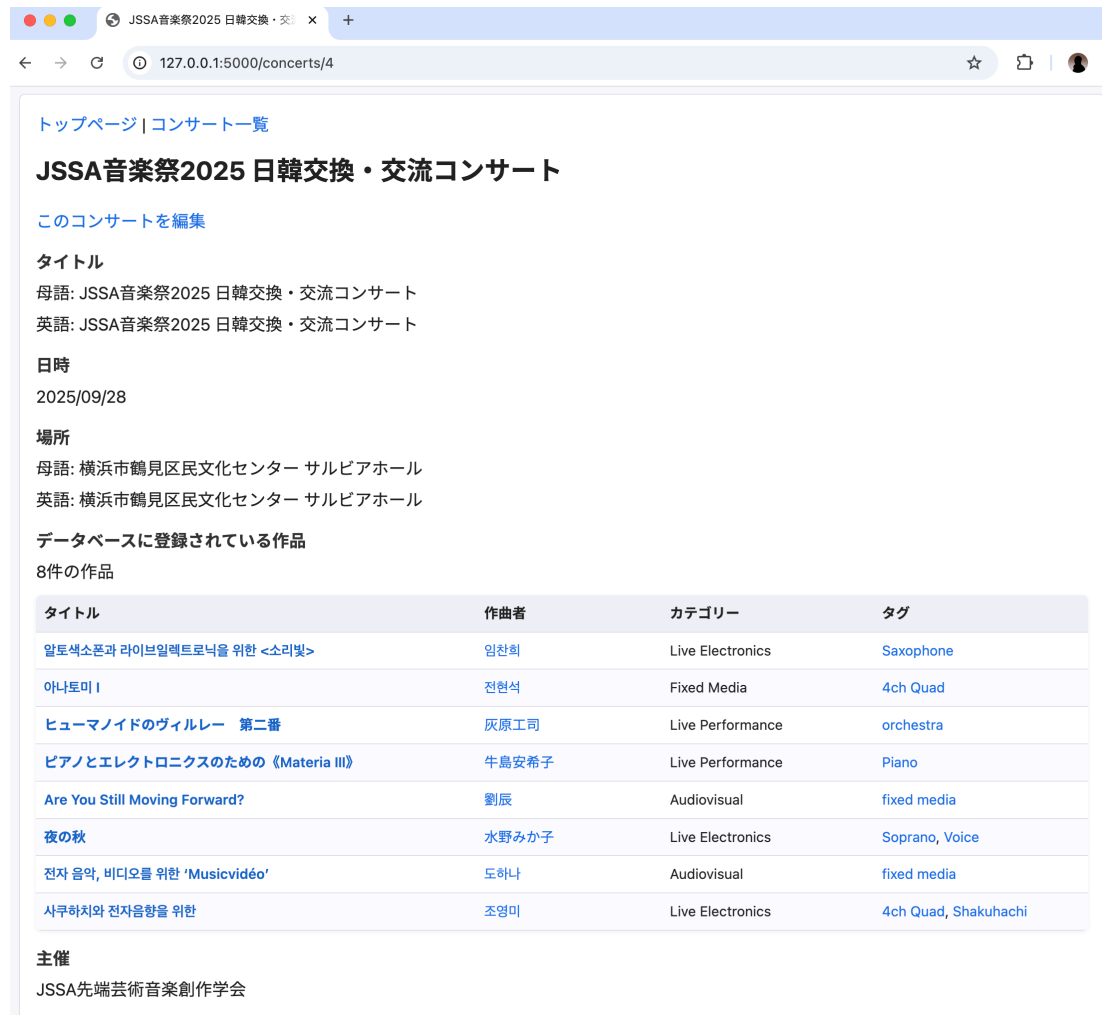 JSSA音楽祭2025 日韓交換・交
127.0.0.1:5000/concerts/4
トップページ | コンサート一覧
JSSA音楽祭2025 日韓交換・交流コンサート
このコンサートを編集
タイトル
母語: JSSA音楽祭2025 日韓交換・交流コンサート
英語: JSSA音楽祭2025 日韓交換・交流コンサート
日時
2025/09/28
場所
母語: 横浜市鶴見区民文化センター サルビアホール
英語: 横浜市鶴見区民文化センター サルビアホール
データベースに登録されている作品
8件の作品
タイトル 作曲者 カテゴリー タグ
알토색소폰과 라이브일렉트로닉을 위한 <소리빛> 임찬희 Live Electronics Saxophone
아나토미 I 전현석 Fixed Media 4ch Quad
ヒューマノイドのヴィルレー　第二番 灰原工司 Live Performance orchestra
ピアノとエレクトロニクスのための《Materia III》 牛島安希子 Live Performance Piano
Are You Still Moving Forward? 劉辰 Audiovisual fixed media
夜の秋 水野みか子 Live Electronics Soprano, Voice
전자 음악, 비디오를 위한 ‘Musicvidéo’ 도하나 Audiovisual fixed media
사쿠하치와 전자음향을 위한 조영미 Live Electronics 4ch Quad, Shakuhachi
主催
JSSA先端芸術音楽創作学会